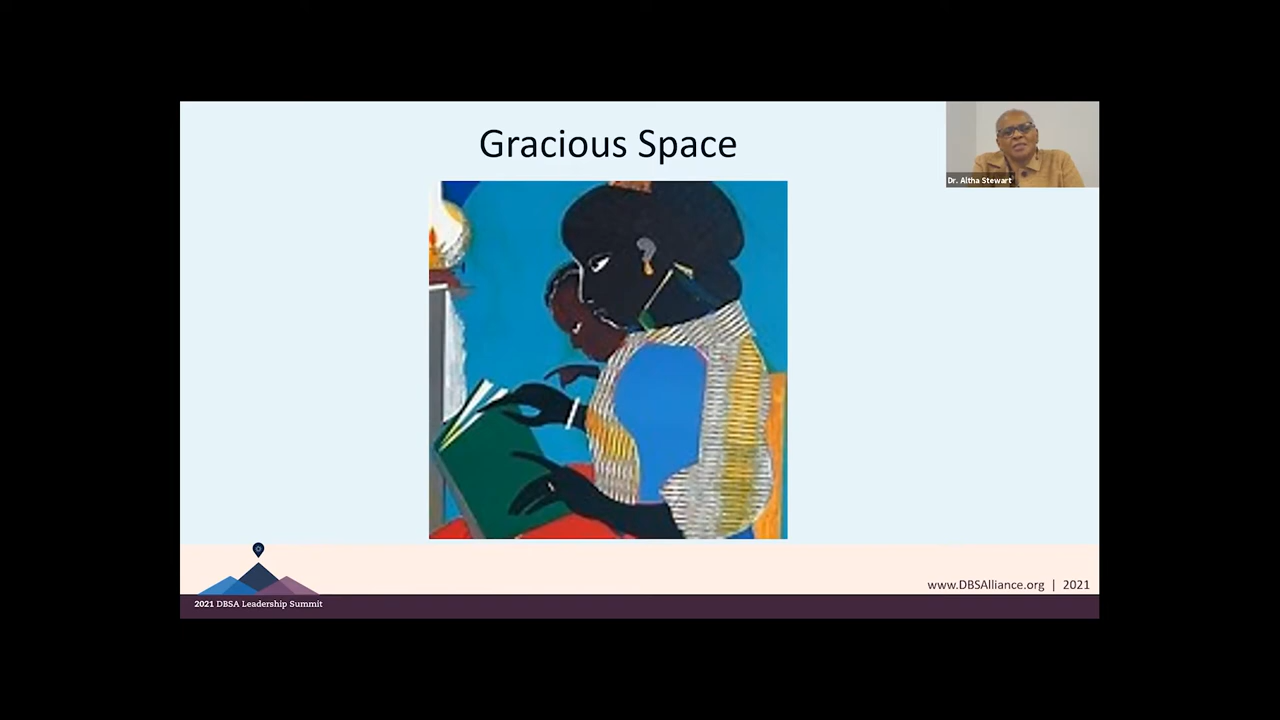 Gracious Space
Dr. Altha Stewart
www.DBSAlliance.org | 2021
2021 DBSA Leadership Summit